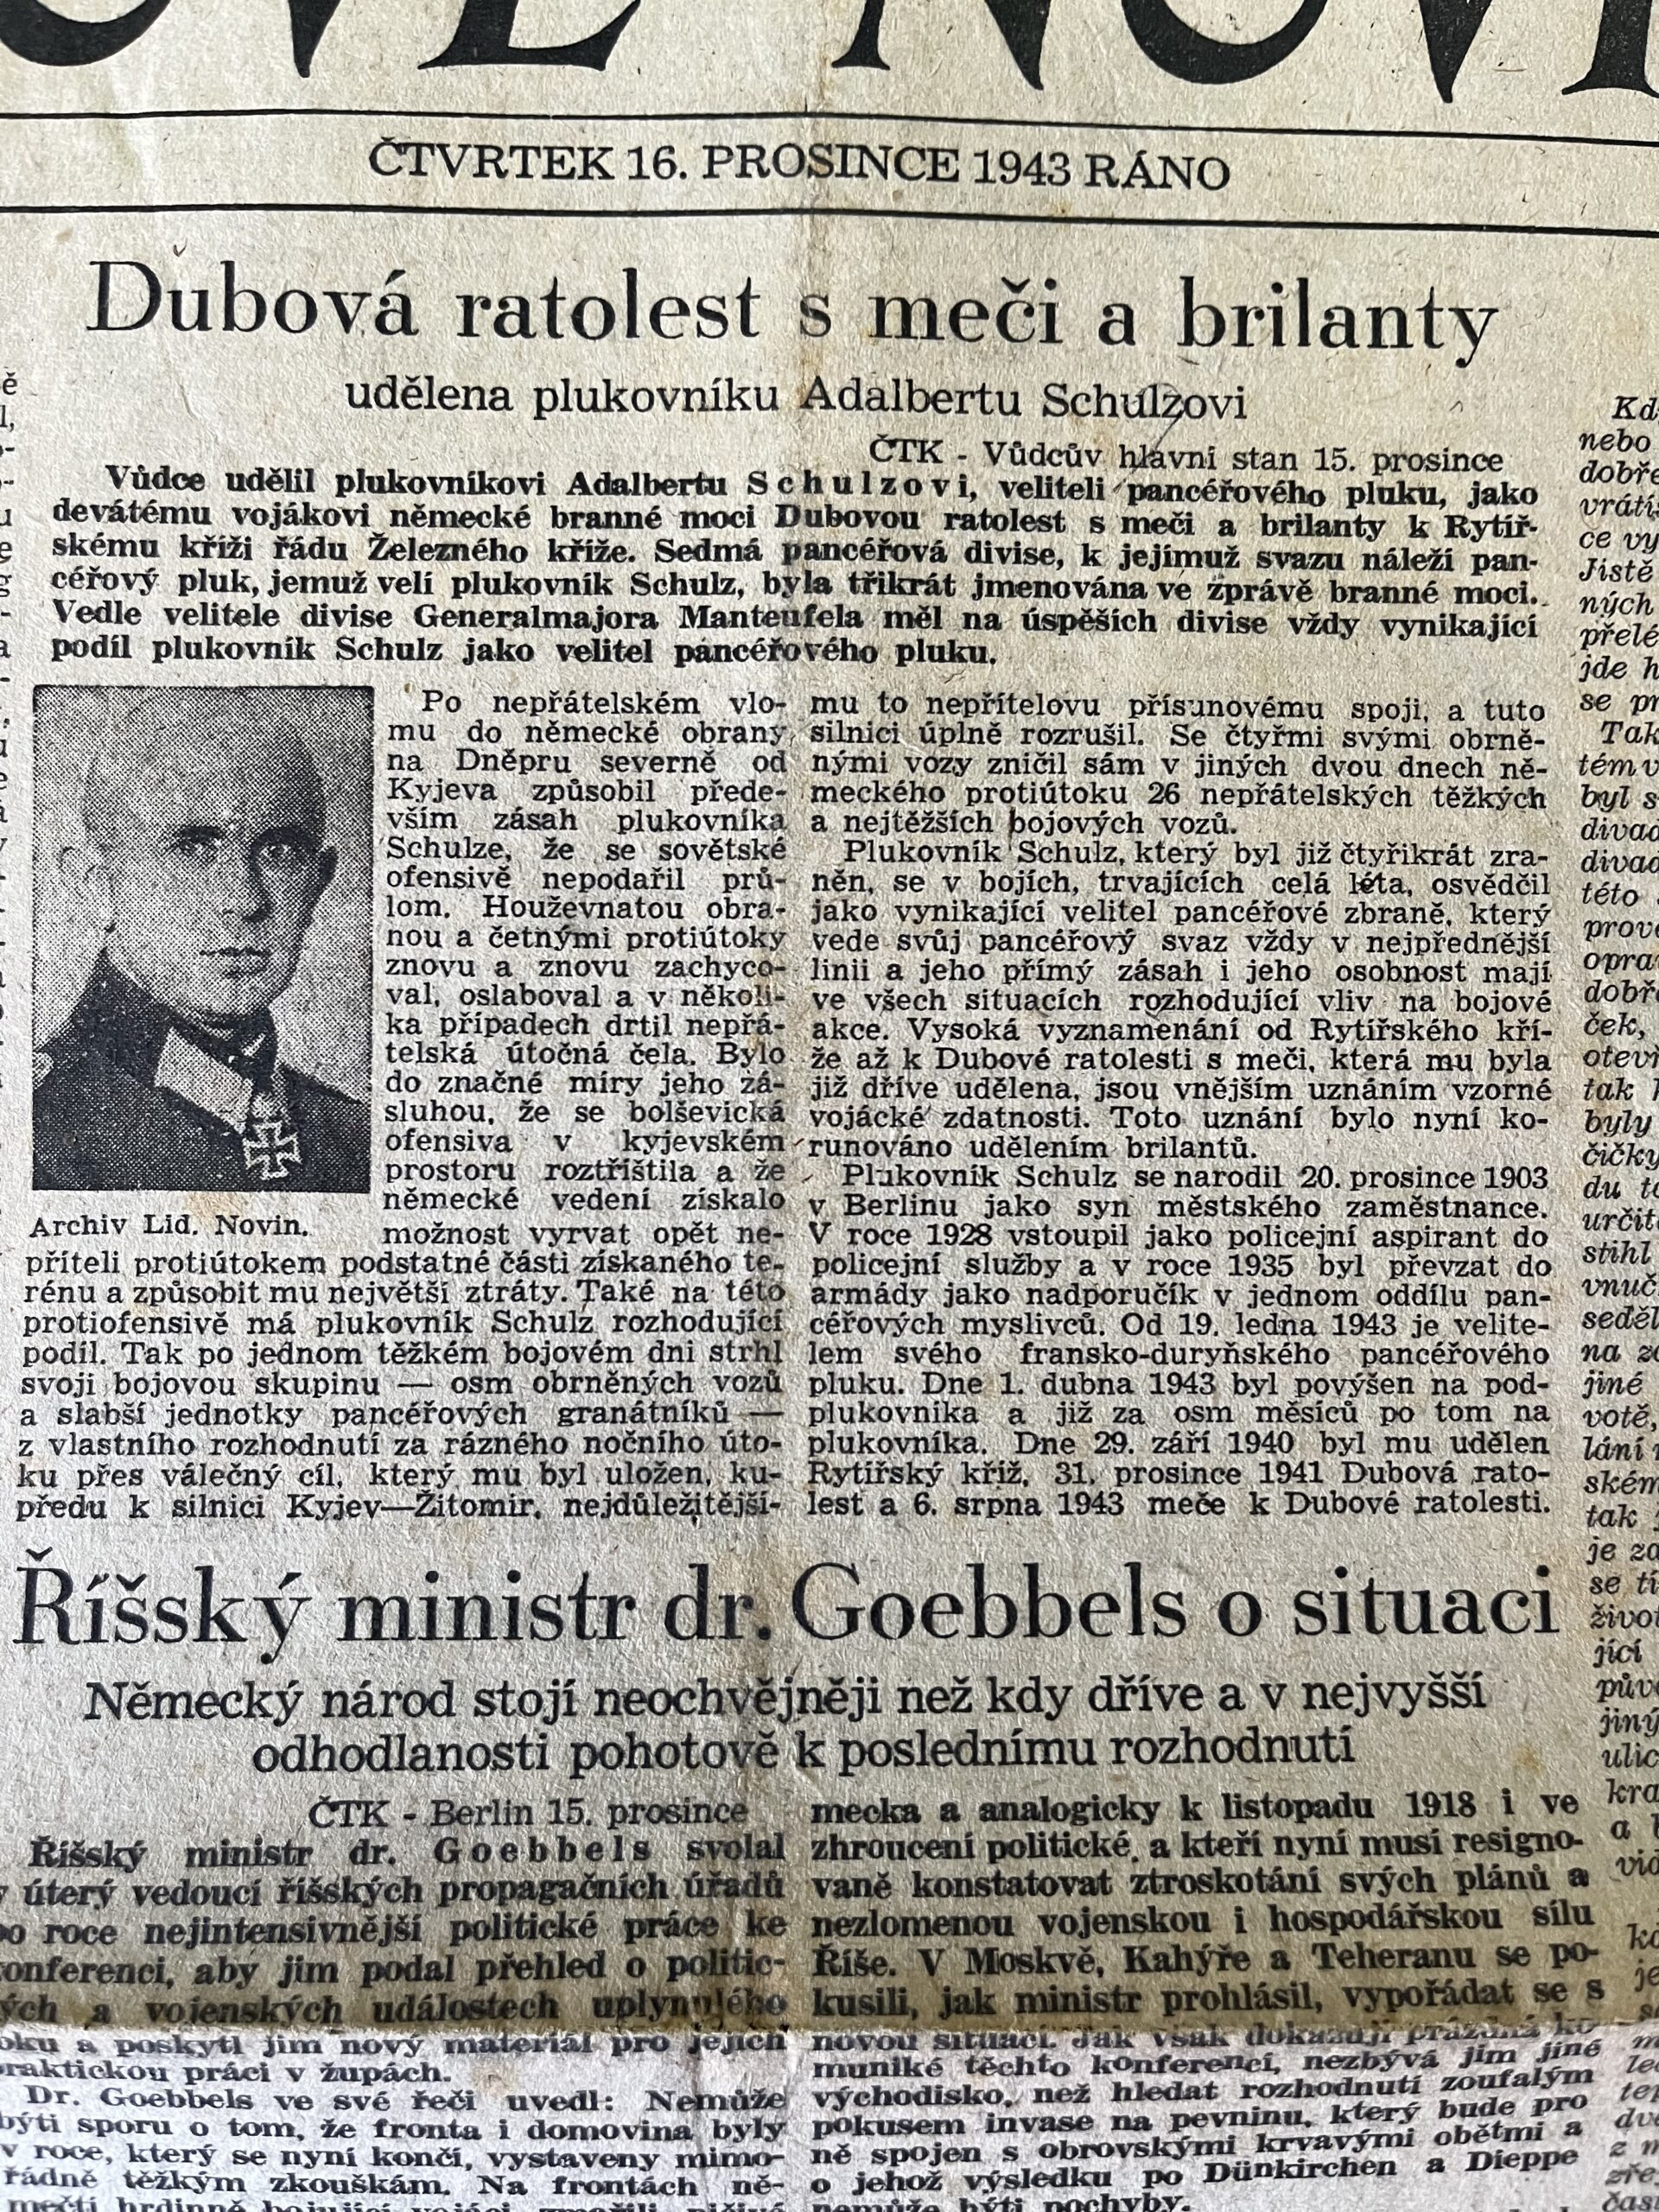 ČTVRTEK 16. PROSINCE 1943 RÁNO
Dubová ratolest s meči a brilanty
udělena plukovníku Adalbertu Schulzovi
ČTK - Vůdcův hlavní stan 15. prosince
Vůdce udělil plukovníkovi Adalbertu Schulzovi, veliteli pancéřového pluku, jako
devátému vojákovi německé branné moci Dubovou ratolest s meči a brilanty k Rytíř-
skému kříži řádu Železného kříže. Sedmá pancéřová divise, k jejímuž svazu náleží pan-
céřový pluk, jemuž velí plukovník Schulz, byla třikrát jmenována ve zprávě branné moci.
Vedle velitele divise Generalmajora Manteufela měl na úspěších divise vždy vynikající
podíl plukovník Schulz jako velitel pancéřového pluku.
Po nepřátelském vlo-
mu do německé obrany
na Dněpru severně od
Kyjeva způsobil přede-
vším zásah plukovníka
Schulze, že se sovětské
ofensivě nepodařil prů-
lom. Houževnatou obra-
nou a četnými protiútoky
znovu a znovu zachyco-
val, oslaboval a v několi-
ka případech drtil nepřá-
telská útočná čela. Bylo
do značné míry jeho zá-
sluhou, že se bolševická
ofensiva v kyjevském
prostoru roztříštila a že
německé vedení získalo
možnost vyrvat opět ne-
Archiv Lid. Novin.
příteli protiútokem podstatné části získaného te-
rénu a způsobit mu největší ztráty. Také na této
protiofensivě má plukovník Schulz rozhodující
podíl. Tak po jednom těžkém bojovém dni strhl
svoji bojovou skupinu — osm obrněných vozů
a slabší jednotky pancéřových granátníků —
z vlastního rozhodnutí za rázného nočního úto-
ku přes válečný cíl, který mu byl uložen, ku-
předu k silnici Kyjev—Žitomir, nejdůležitější-
mu to nepřítelovu přísunovému spoji, a tuto
silnici úplně rozrušil. Se čtyřmi svými obrně-
nými vozy zničil sám v jiných dvou dnech ně-
meckého protiútoku 26 nepřátelských těžkých
a nejtěžších bojových vozů.
Plukovník Schulz, který byl již čtyřikrát zra-
něn, se v bojích, trvajících celá léta, osvědčil
jako vynikající velitel pancéřové zbraně, který
vede svůj pancéřový svaz vždy v nejpřednější
linii a jeho přímý zásah i jeho osobnost mají
ve všech situacích rozhodující vliv na bojové
akce. Vysoká vyznamenání od Rytířského kří-
že až k Dubové ratolesti s meči, která mu byla
již dříve udělena, jsou vnějším uznáním vzorné
vojácké zdatnosti. Toto uznání bylo nyní ko-
runováno udělením brilantů.
Plukovník Schulz se narodil 20. prosince 1903
v Berlinu jako syn městského zaměstnance.
V roce 1928 vstoupil jako policejní aspirant do
policejní služby a v roce 1935 byl převzat do
armády jako nadporučík v jednom oddílu pan-
céřových myslivců. Od 19. ledna 1943 je velite-
lem svého fransko-duryňského pancéřového
pluku. Dne 1. dubna 1943 byl povýšen na pod-
plukovníka a již za osm měsíců po tom na
plukovníka. Dne 29. září 1940 byl mu udělen
Rytířský kříž, 31. prosince 1941 Dubová rato-
lest a 6. srpna 1943 meče k Dubové ratolesti.
Říšský ministr dr. Goebbels o situaci
Německý národ stojí neochvějněji než kdy dříve a v nejvyšší
odhodlanosti pohotově k poslednímu rozhodnutí
ČTK - Berlin 15. prosince
Říšský ministr dr. Goebbels svolal
v úterý vedoucí říšských propagačních úřadů
po roce nejintensivnější politické práce ke
konferenci, aby jim podal přehled o politic-
kých a vojenských událostech uplynulého
roku a poskytl jim nový materiál pro jejich
praktickou práci v župách.
Dr. Goebbels ve své řeči uvedl: Nemůže
býti sporu o tom, že fronta i domovina byly
v roce, který se nyní končí, vystaveny mimo-
řádně těžkým zkouškám. Na frontách ně-
mečtí hrdinně bojující vojáci
mecka a analogicky k listopadu 1918 i ve
zhroucení politické, a kteří nyní musí resigno-
vaně konstatovat ztroskotání svých plánů a
nezlomenou vojenskou i hospodářskou sílu
Říše. V Moskvě, Kahýře a Teheranu se po-
kusili, jak ministr prohlásil, vypořádat se s
novou situací. Jak však dokazují prázdná ko-
muniké těchto konferencí, nezbývá jim jiné
východisko, než hledat rozhodnutí zoufalým
pokusem invase na pevninu, který bude pro
ně spojen s obrovskými krvavými obětmi a
o jehož výsledku po Dünkirchen a Dieppe
nemůže býti pochyby.